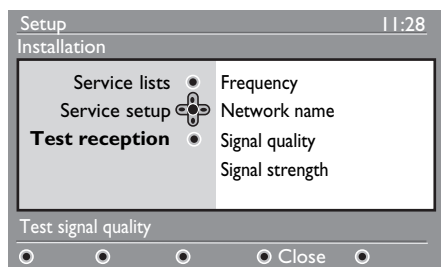 Setup 11:28
Installation
Service lists Frequency
Service setup Network name
Test reception Signal quality
Signal strength
Test signal quality
Close